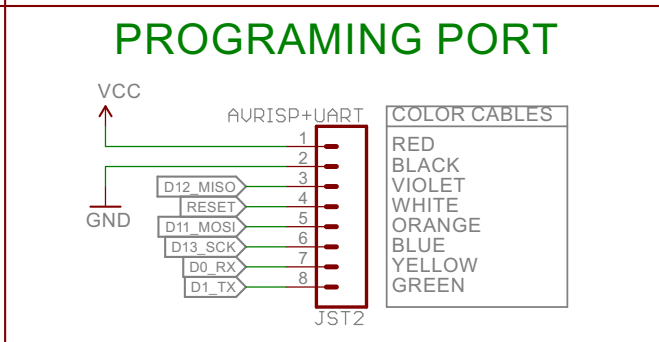 PROGRAMING PORT
VCC
AVRISP+UART
COLOR CABLES
1
RED
2
BLACK
D12_MISO
3
VIOLET
RESET
4
WHITE
GND
D11_MOSI
5
ORANGE
D13_SCK
6
BLUE
D0_RX
7
YELLOW
D1_TX
8
GREEN
JST2